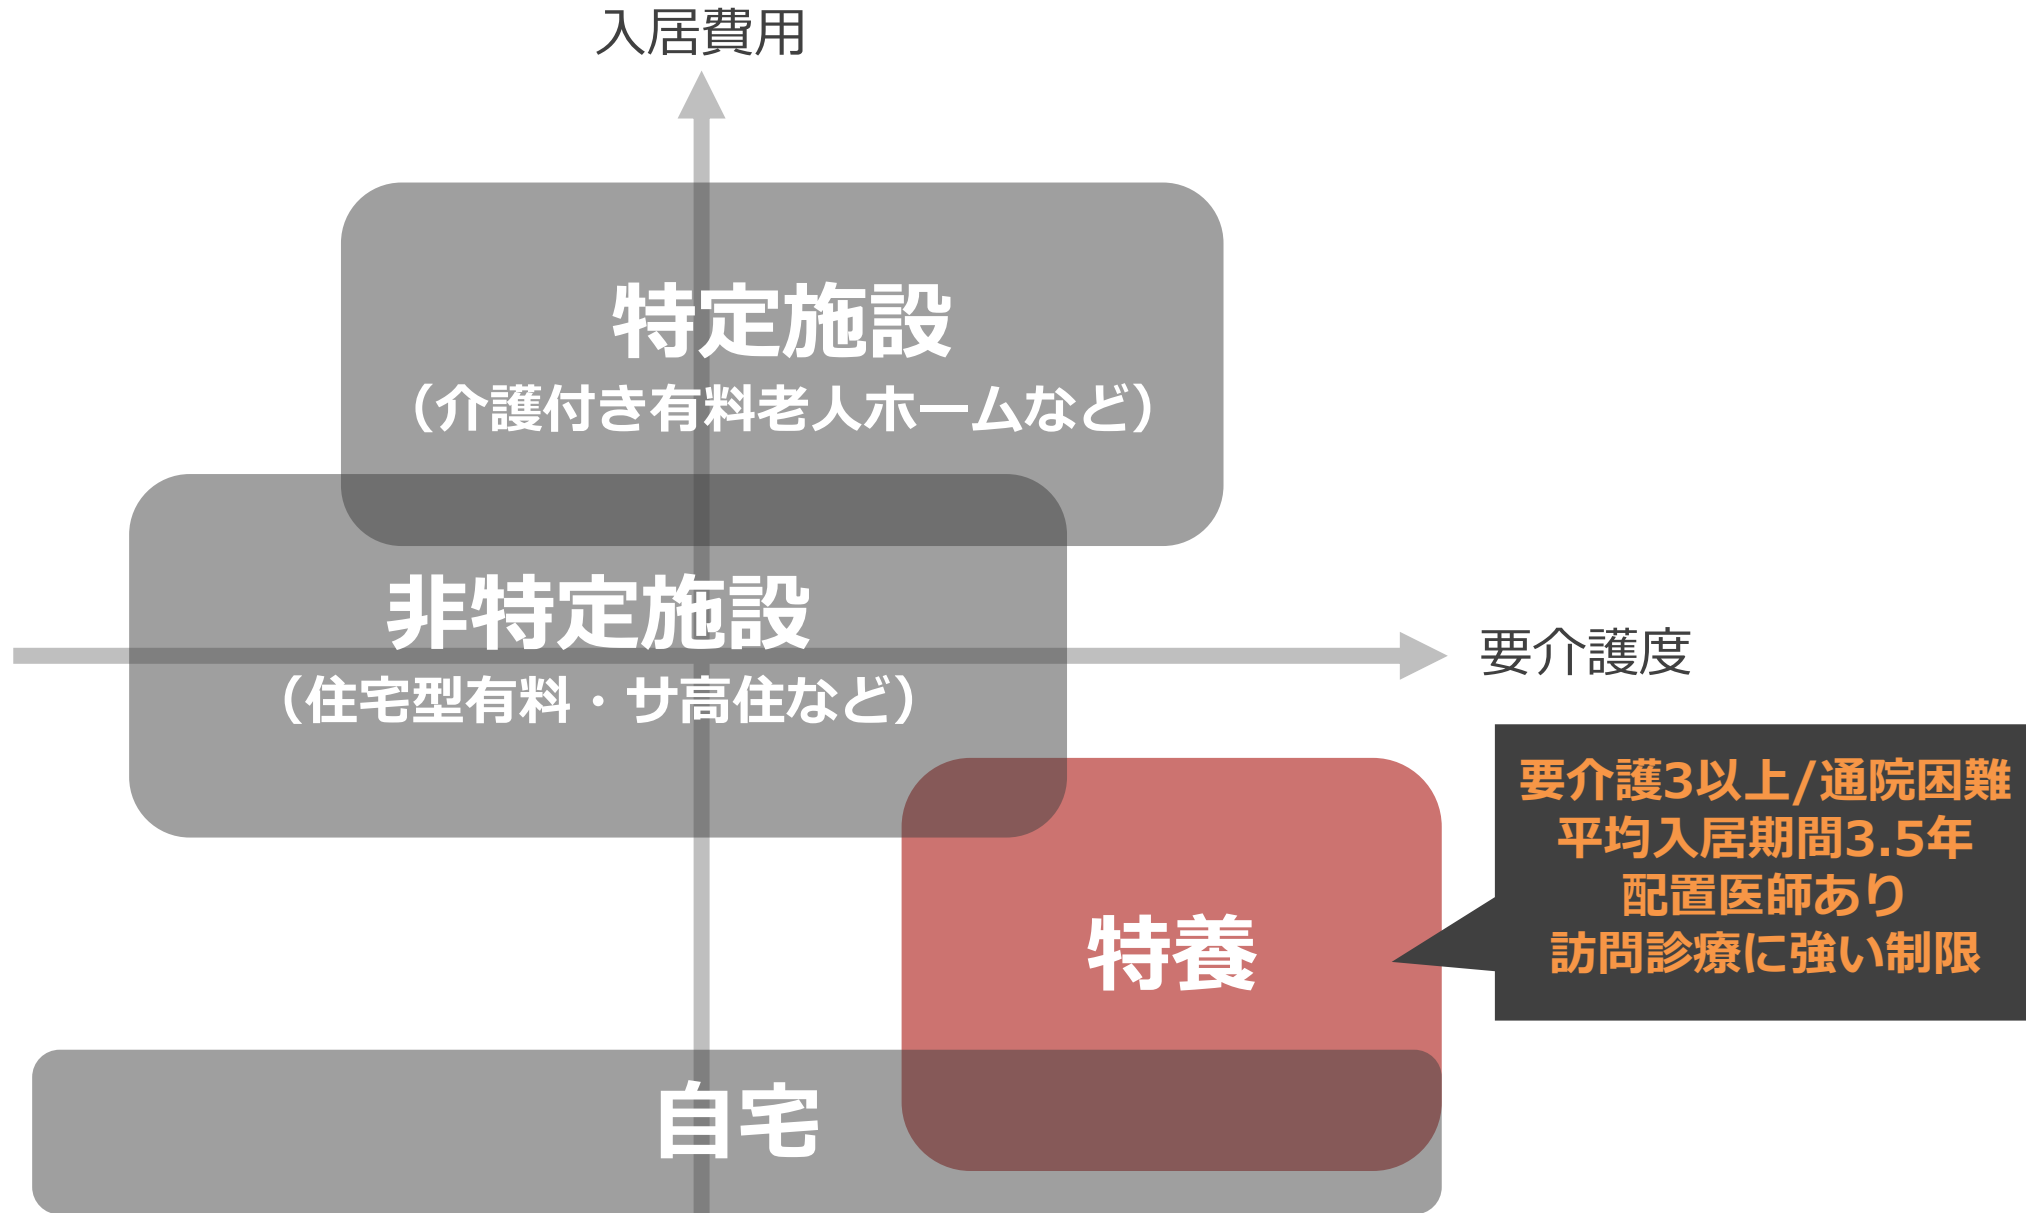 入居費用
特定施設
（介護付き有料老人ホームなど）
非特定施設
（住宅型有料・サ高住など）
要介護度
要介護3以上/通院困難
平均入居期間3.5年
配置医師あり
訪問診療に強い制限
特養
自宅